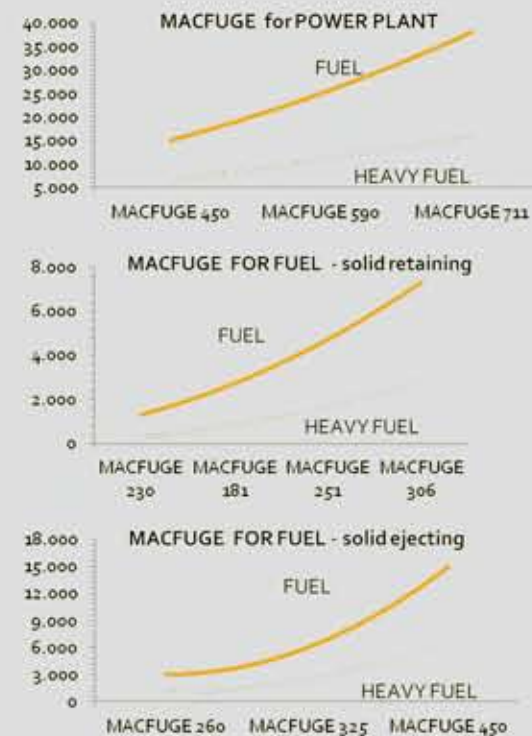 MACFUGE for POWER PLANT
40.000
35.000
30.000
25.000
20.000
15.000
10.000
5.000
FUEL
HEAVY FUEL
MACFUGE 450 MACFUGE 590 MACFUGE 711
MACFUGE FOR FUEL - solid retaining
8.000
6.000
4.000
2.000
0
FUEL
HEAVY FUEL
MACFUGE 230 MACFUGE 181 MACFUGE 251 MACFUGE 306
MACFUGE FOR FUEL - solid ejecting
18.000
15.000
12.000
9.000
6.000
3.000
0
FUEL
HEAVY FUEL
MACFUGE 260 MACFUGE 325 MACFUGE 450